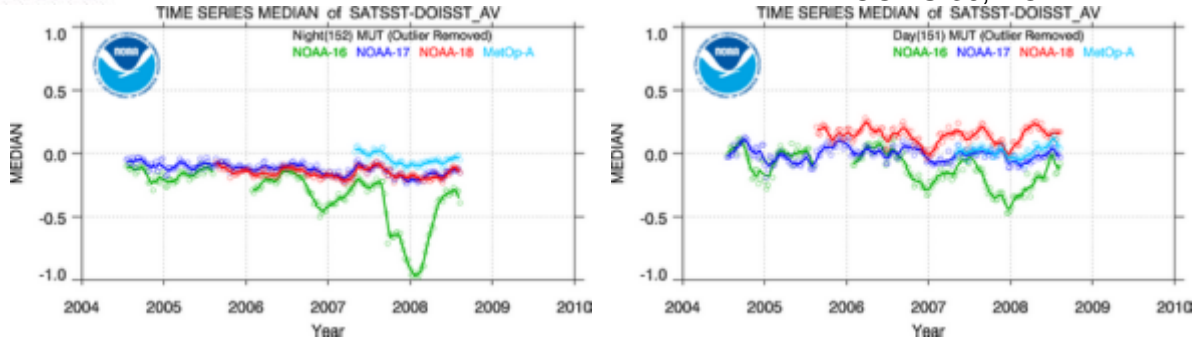 TIME SERIES MEDIAN of SATSST-DOISST_AV
Night(152) MUT (Outlier Removed)
NOAA-16 NOAA-17 NOAA-18 MetOp-A
NOAA
1.0
0.5
0.0
-0.5
-1.0
MEDIAN
2004 2005 2006 2007 2008 2009 2010
Year
TIME SERIES MEDIAN of SATSST-DOISST_AV
Day(151) MUT (Outlier Removed)
NOAA-16 NOAA-17 NOAA-18 MetOp-A
NOAA
1.0
0.5
0.0
-0.5
-1.0
MEDIAN
2004 2005 2006 2007 2008 2009 2010
Year